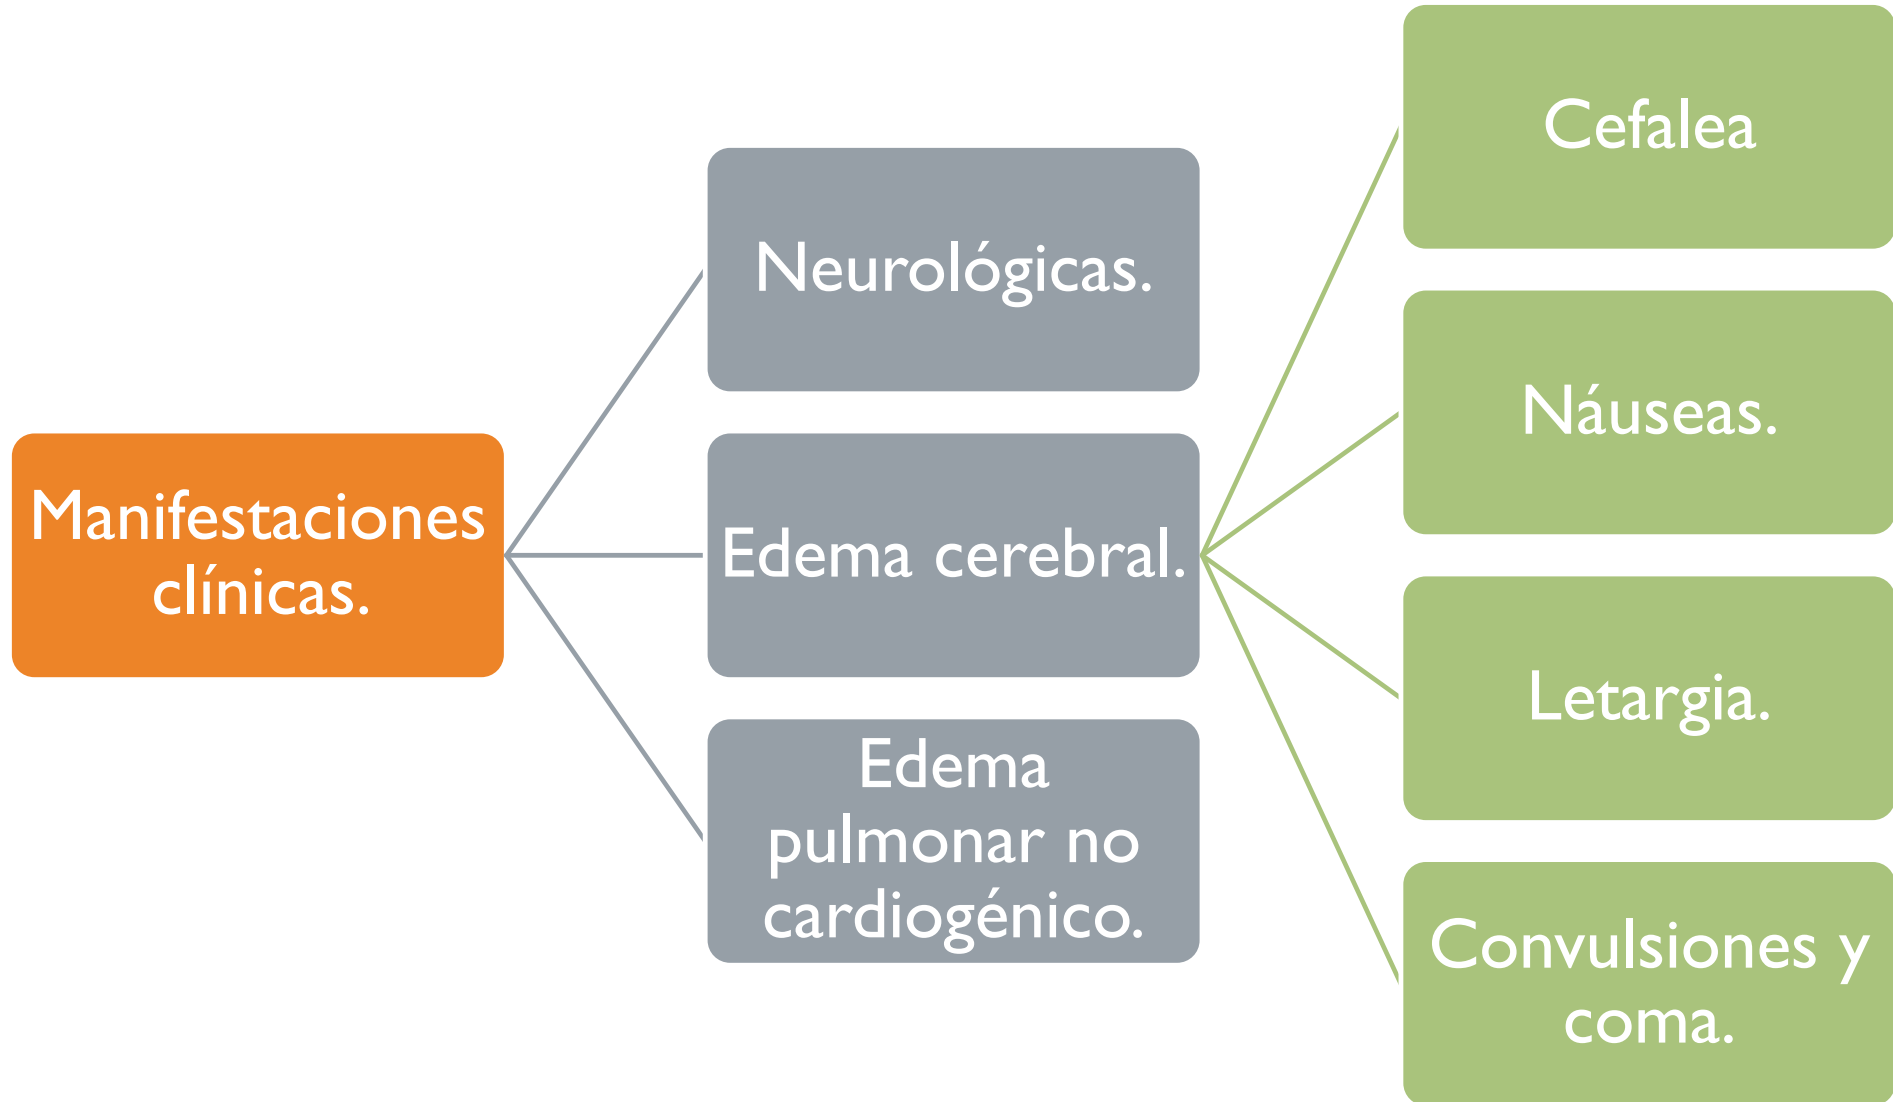 Manifestaciones
clínicas.
Neurológicas.
Edema cerebral.
Edema
pulmonar no
cardiogénico.
Cefalea
Náuseas.
Letargia.
Convulsiones y
coma.